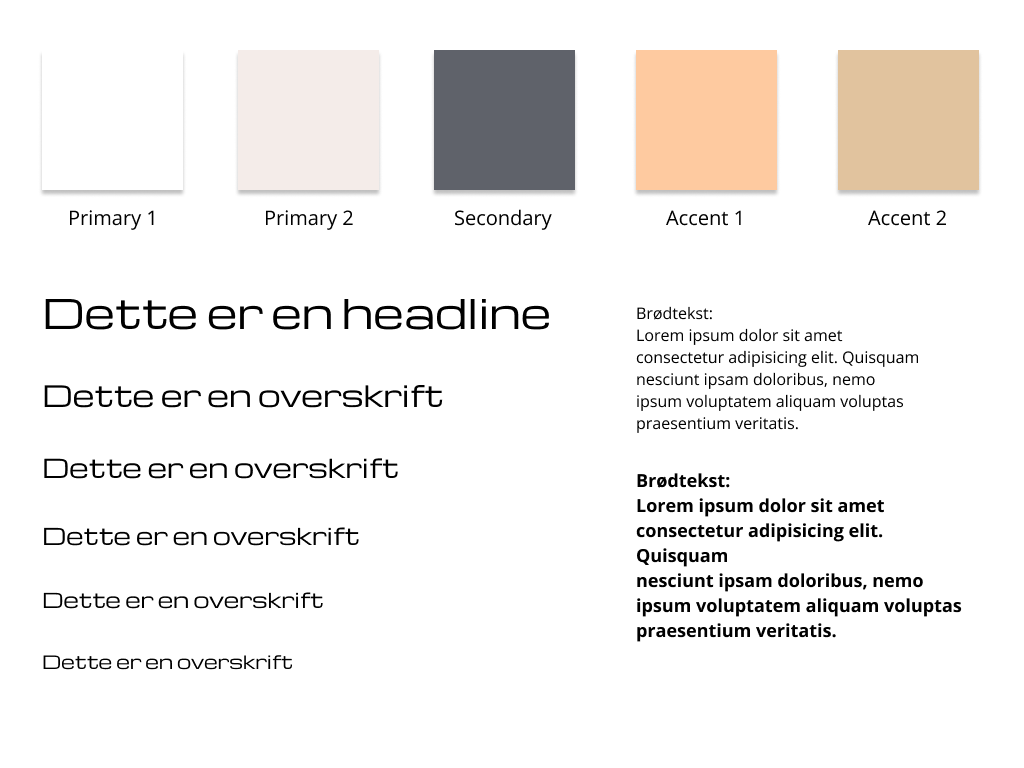 Primary 1
Primary 2
Secondary
Accent 1
Accent 2
Dette er en headline
Dette er en overskrift
Dette er en overskrift
Dette er en overskrift
Dette er en overskrift
Dette er en overskrift
Brødtekst:
Lorem ipsum dolor sit amet
consectetur adipisicing elit. Quisquam
nesciunt ipsam doloribus, nemo
ipsum voluptatem aliquam voluptas
praesentium veritatis.
Brødtekst:
Lorem ipsum dolor sit amet
consectetur adipisicing elit.
Quisquam
nesciunt ipsam doloribus, nemo
ipsum voluptatem aliquam voluptas
praesentium veritatis.